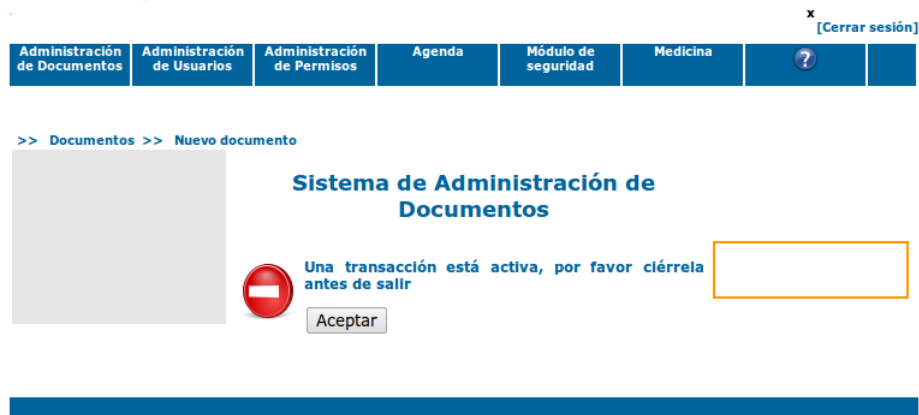 x
[Cerrar sesión]
Administración de Documentos
Administración de Usuarios
Administración de Permisos
Agenda
Módulo de seguridad
Medicina
?
>> Documentos >> Nuevo documento
Sistema de Administración de
Documentos
Una transacción está activa, por favor ciérrela
antes de salir
Aceptar